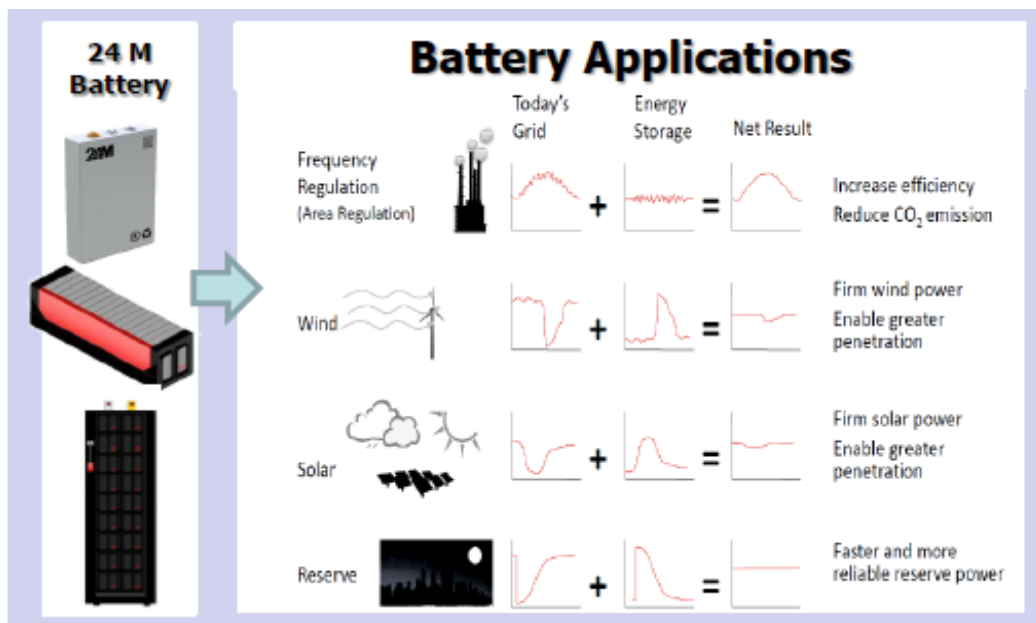 24 M
Battery
24M
Battery Applications
Today's
Grid
Energy
Storage
Net Result
Frequency
Regulation
(Area Regulation)
+
=
Increase efficiency
Reduce CO₂ emission
Wind
+
=
Firm wind power
Enable greater
penetration
Solar
+
=
Firm solar power
Enable greater
penetration
Reserve
+
=
Faster and more
reliable reserve power